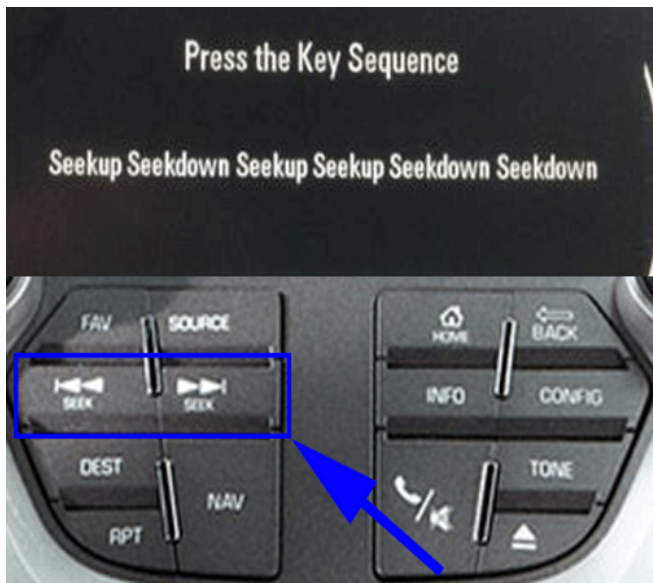 Press the Key Sequence
Seekup Seekdown Seekup Seekup Seekdown Seekdown
FAV SOURCE
HOME BACK
SEEK SEEK
INFO CONFIG
DEST
NAV
TONE
RPT